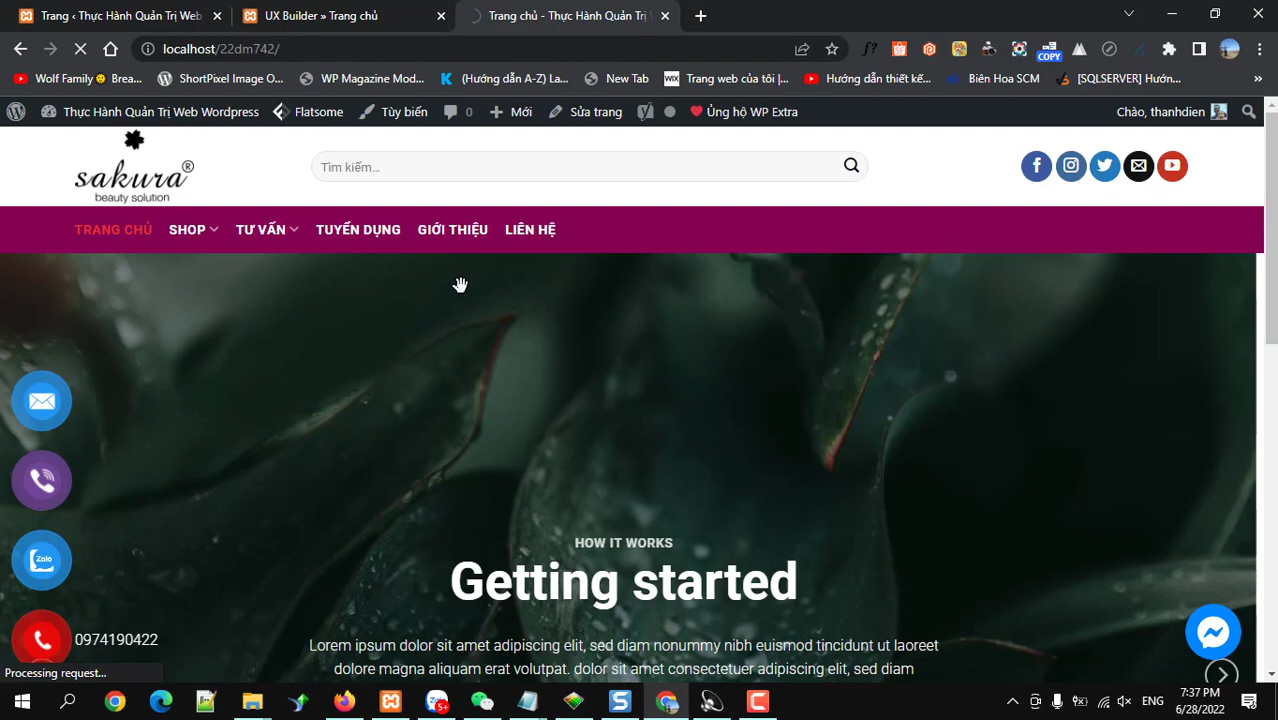 Trang ‹ Thực Hành Quản Trị Web
UX Builder » Trang chủ
Trang chủ - Thực Hành Quản Trị
localhost/22dm742/
f?
COPY
Wolf Family Brea...
ShortPixel Image O...
WP Magazine Mod...
(Hướng dẫn A-Z) La...
New Tab
WIX
Trang web của tôi |...
Hướng dẫn thiết kế...
Biên Hoa SCM
[SQLSERVER] Hướn...
»
Thực Hành Quản Trị Web Wordpress
Flatsome
Tùy biến
0
Mới
Sửa trang
Ủng hộ WP Extra
Chào, thanhdien
sakura®
beauty solution
Tìm kiếm...
TRANG CHỦ
SHOP
TƯ VẤN
TUYỂN DỤNG
GIỚI THIỆU
LIÊN HỆ
HOW IT WORKS
Getting started
Lorem ipsum dolor sit amet adipiscing elit, sed diam nonummy nibh euismod tincidunt ut laoreet
dolore magna aliquam erat volutpat. dolor sit amet consectetuer adipiscing elit, sed diam
Zalo
0974190422
Processing request...
5+
ENG
7:37 PM
6/28/2022